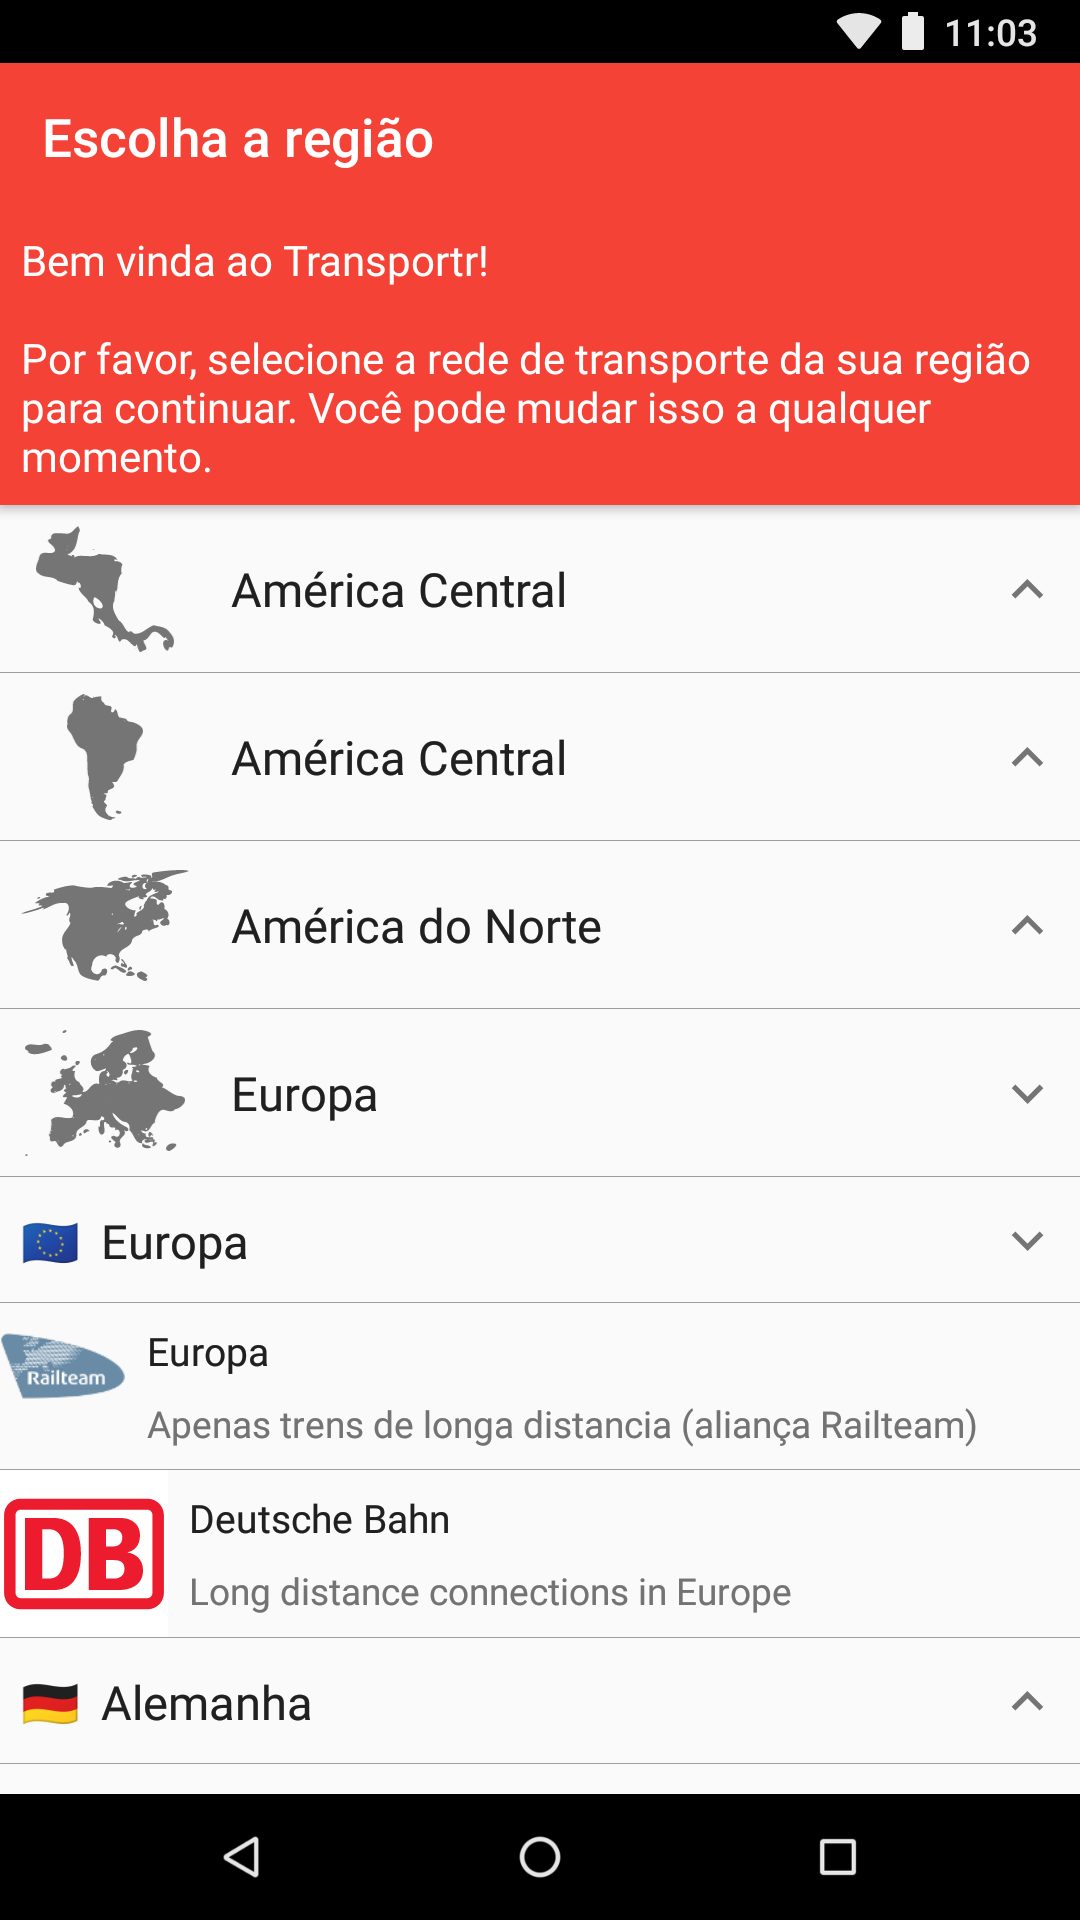 11:03
Escolha a região
Bem vinda ao Transportr!
Por favor, selecione a rede de transporte da sua região
para continuar. Você pode mudar isso a qualquer
momento.
América Central
América Central
América do Norte
Europa
Europa
Railteam
Europa
Apenas trens de longa distancia (aliança Railteam)
DB
Deutsche Bahn
Long distance connections in Europe
Alemanha